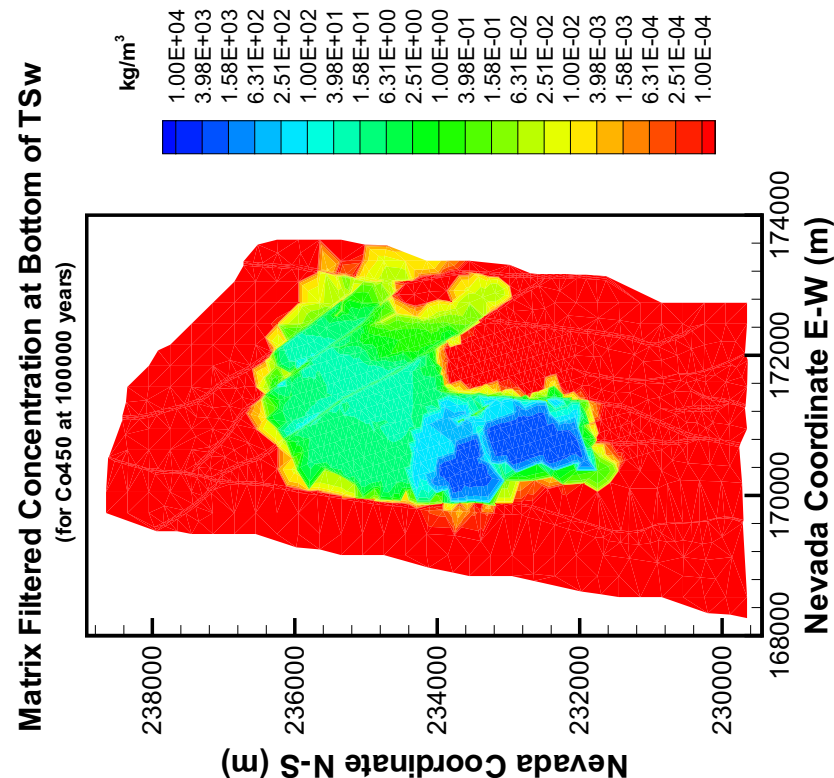 Matrix Filtered Concentration at Bottom of TSw
(for Co450 at 100000 years)
kg/m³
1.00E+04
3.98E+03
1.58E+03
6.31E+02
2.51E+02
1.00E+02
3.98E+01
1.58E+01
6.31E+00
2.51E+00
1.00E+00
3.98E-01
1.58E-01
6.31E-02
2.51E-02
1.00E-02
3.98E-03
1.58E-03
6.31E-04
2.51E-04
1.00E-04
Nevada Coordinate N-S (m)
238000
236000
234000
232000
230000
168000
170000
172000
174000
Nevada Coordinate E-W (m)